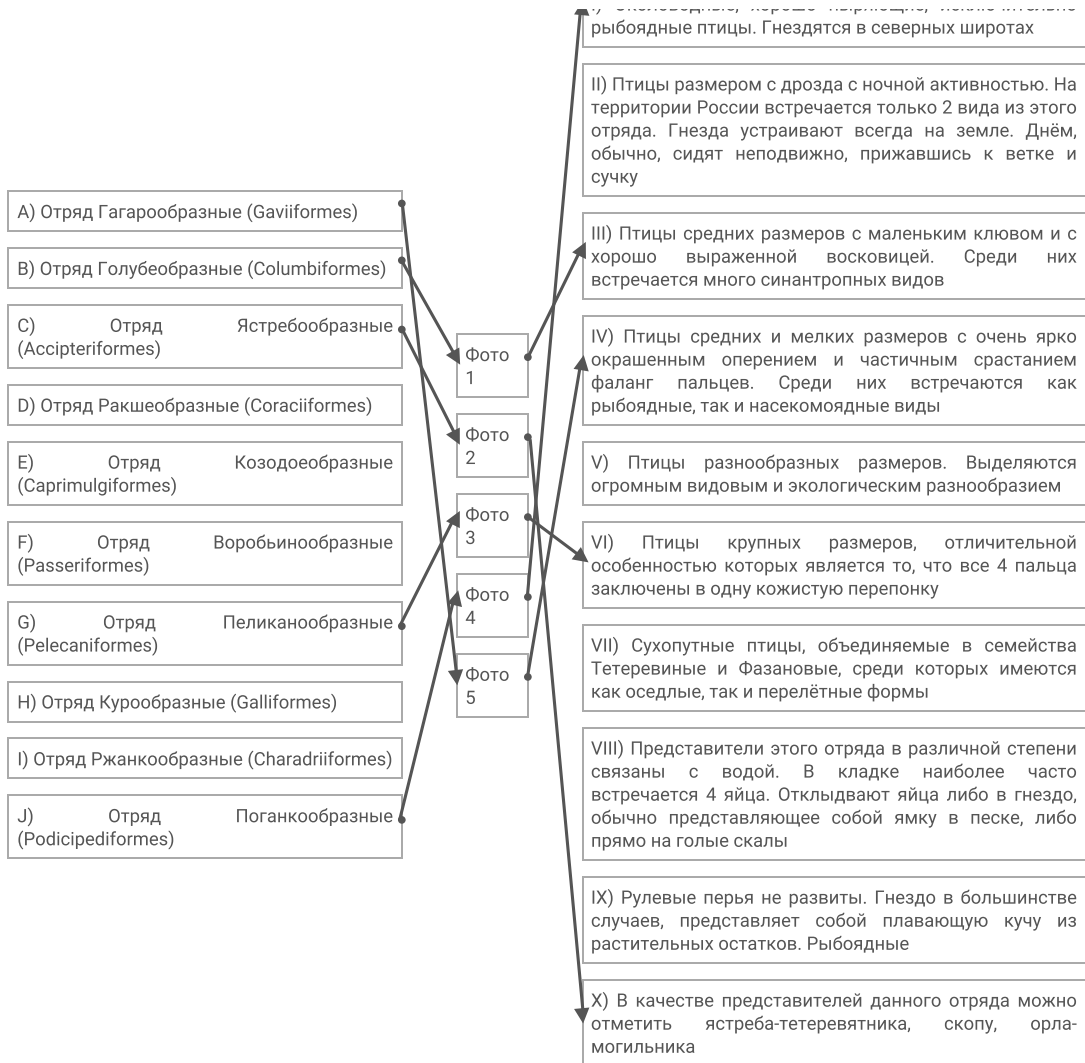 рыбоядные птицы. Гнездятся в северных широтах
II) Птицы размером с дрозда с ночной активностью. На
территории России встречается только 2 вида из этого
отряда. Гнезда устраивают всегда на земле. Днём,
обычно, сидят неподвижно, прижавшись к ветке и
сучку
A) Отряд Гагарообразные (Gaviiformes)
B) Отряд Голубеобразные (Columbiformes)
C) Отряд Ястребообразные
(Accipteriformes)
D) Отряд Ракшеобразные (Coraciiformes)
E) Отряд Козодоеобразные
(Caprimulgiformes)
F) Отряд Воробьинообразные
(Passeriformes)
G) Отряд Пеликанообразные
(Pelecaniformes)
H) Отряд Курообразные (Galliformes)
I) Отряд Ржанкообразные (Charadriiformes)
J) Отряд Поганкообразные
(Podicipediformes)
Фото
1
Фото
2
Фото
3
Фото
4
Фото
5
III) Птицы средних размеров с маленьким клювом и с
хорошо выраженной восковицей. Среди них
встречается много синантропных видов
IV) Птицы средних и мелких размеров с очень ярко
окрашенным оперением и частичным срастанием
фаланг пальцев. Среди них встречаются как
рыбоядные, так и насекомоядные виды
V) Птицы разнообразных размеров. Выделяются
огромным видовым и экологическим разнообразием
VI) Птицы крупных размеров, отличительной
особенностью которых является то, что все 4 пальца
заключены в одну кожистую перепонку
VII) Сухопутные птицы, объединяемые в семейства
Тетеревиные и Фазановые, среди которых имеются
как оседлые, так и перелётные формы
VIII) Представители этого отряда в различной степени
связаны с водой. В кладке наиболее часто
встречается 4 яйца. Отклыдвают яйца либо в гнездо,
обычно представляющее собой ямку в песке, либо
прямо на голые скалы
IX) Рулевые перья не развиты. Гнездо в большинстве
случаев, представляет собой плавающую кучу из
растительных остатков. Рыбоядные
X) В качестве представителей данного отряда можно
отметить ястреба-тетеревятника, скопу, орла-
могильника